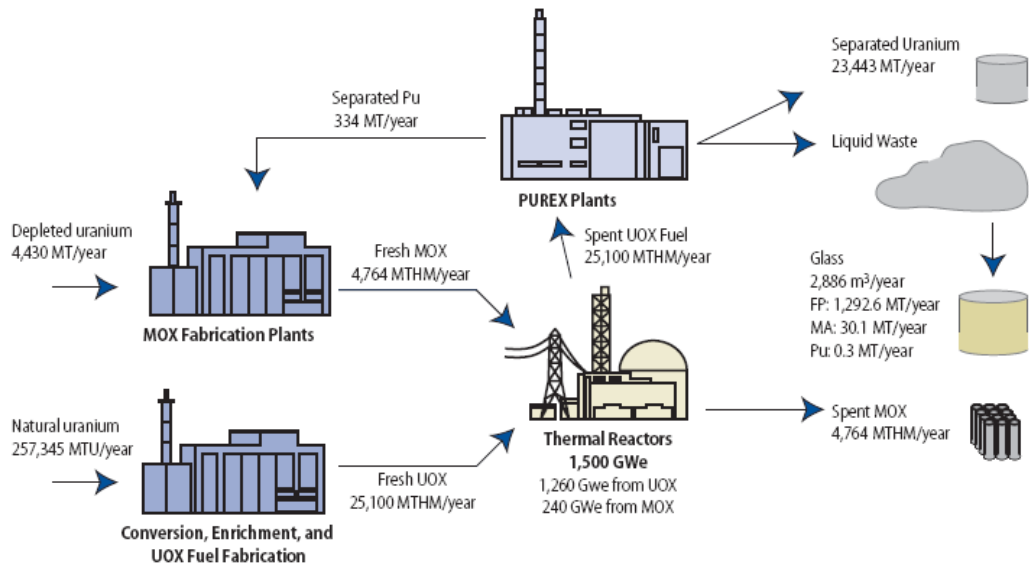 Separated Uranium
23,443 MT/year
Separated Pu
334 MT/year
Liquid Waste
PUREX Plants
Depleted uranium
4,430 MT/year
Fresh MOX
4,764 MTHM/year
Spent UOX Fuel
25,100 MTHM/year
Glass
2,886 m³/year
FP: 1,292.6 MT/year
MA: 30.1 MT/year
Pu: 0.3 MT/year
MOX Fabrication Plants
Natural uranium
257,345 MTU/year
Spent MOX
4,764 MTHM/year
Thermal Reactors
1,500 GWe
1,260 Gwe from UOX
240 GWe from MOX
Fresh UOX
25,100 MTHM/year
Conversion, Enrichment, and
UOX Fuel Fabrication